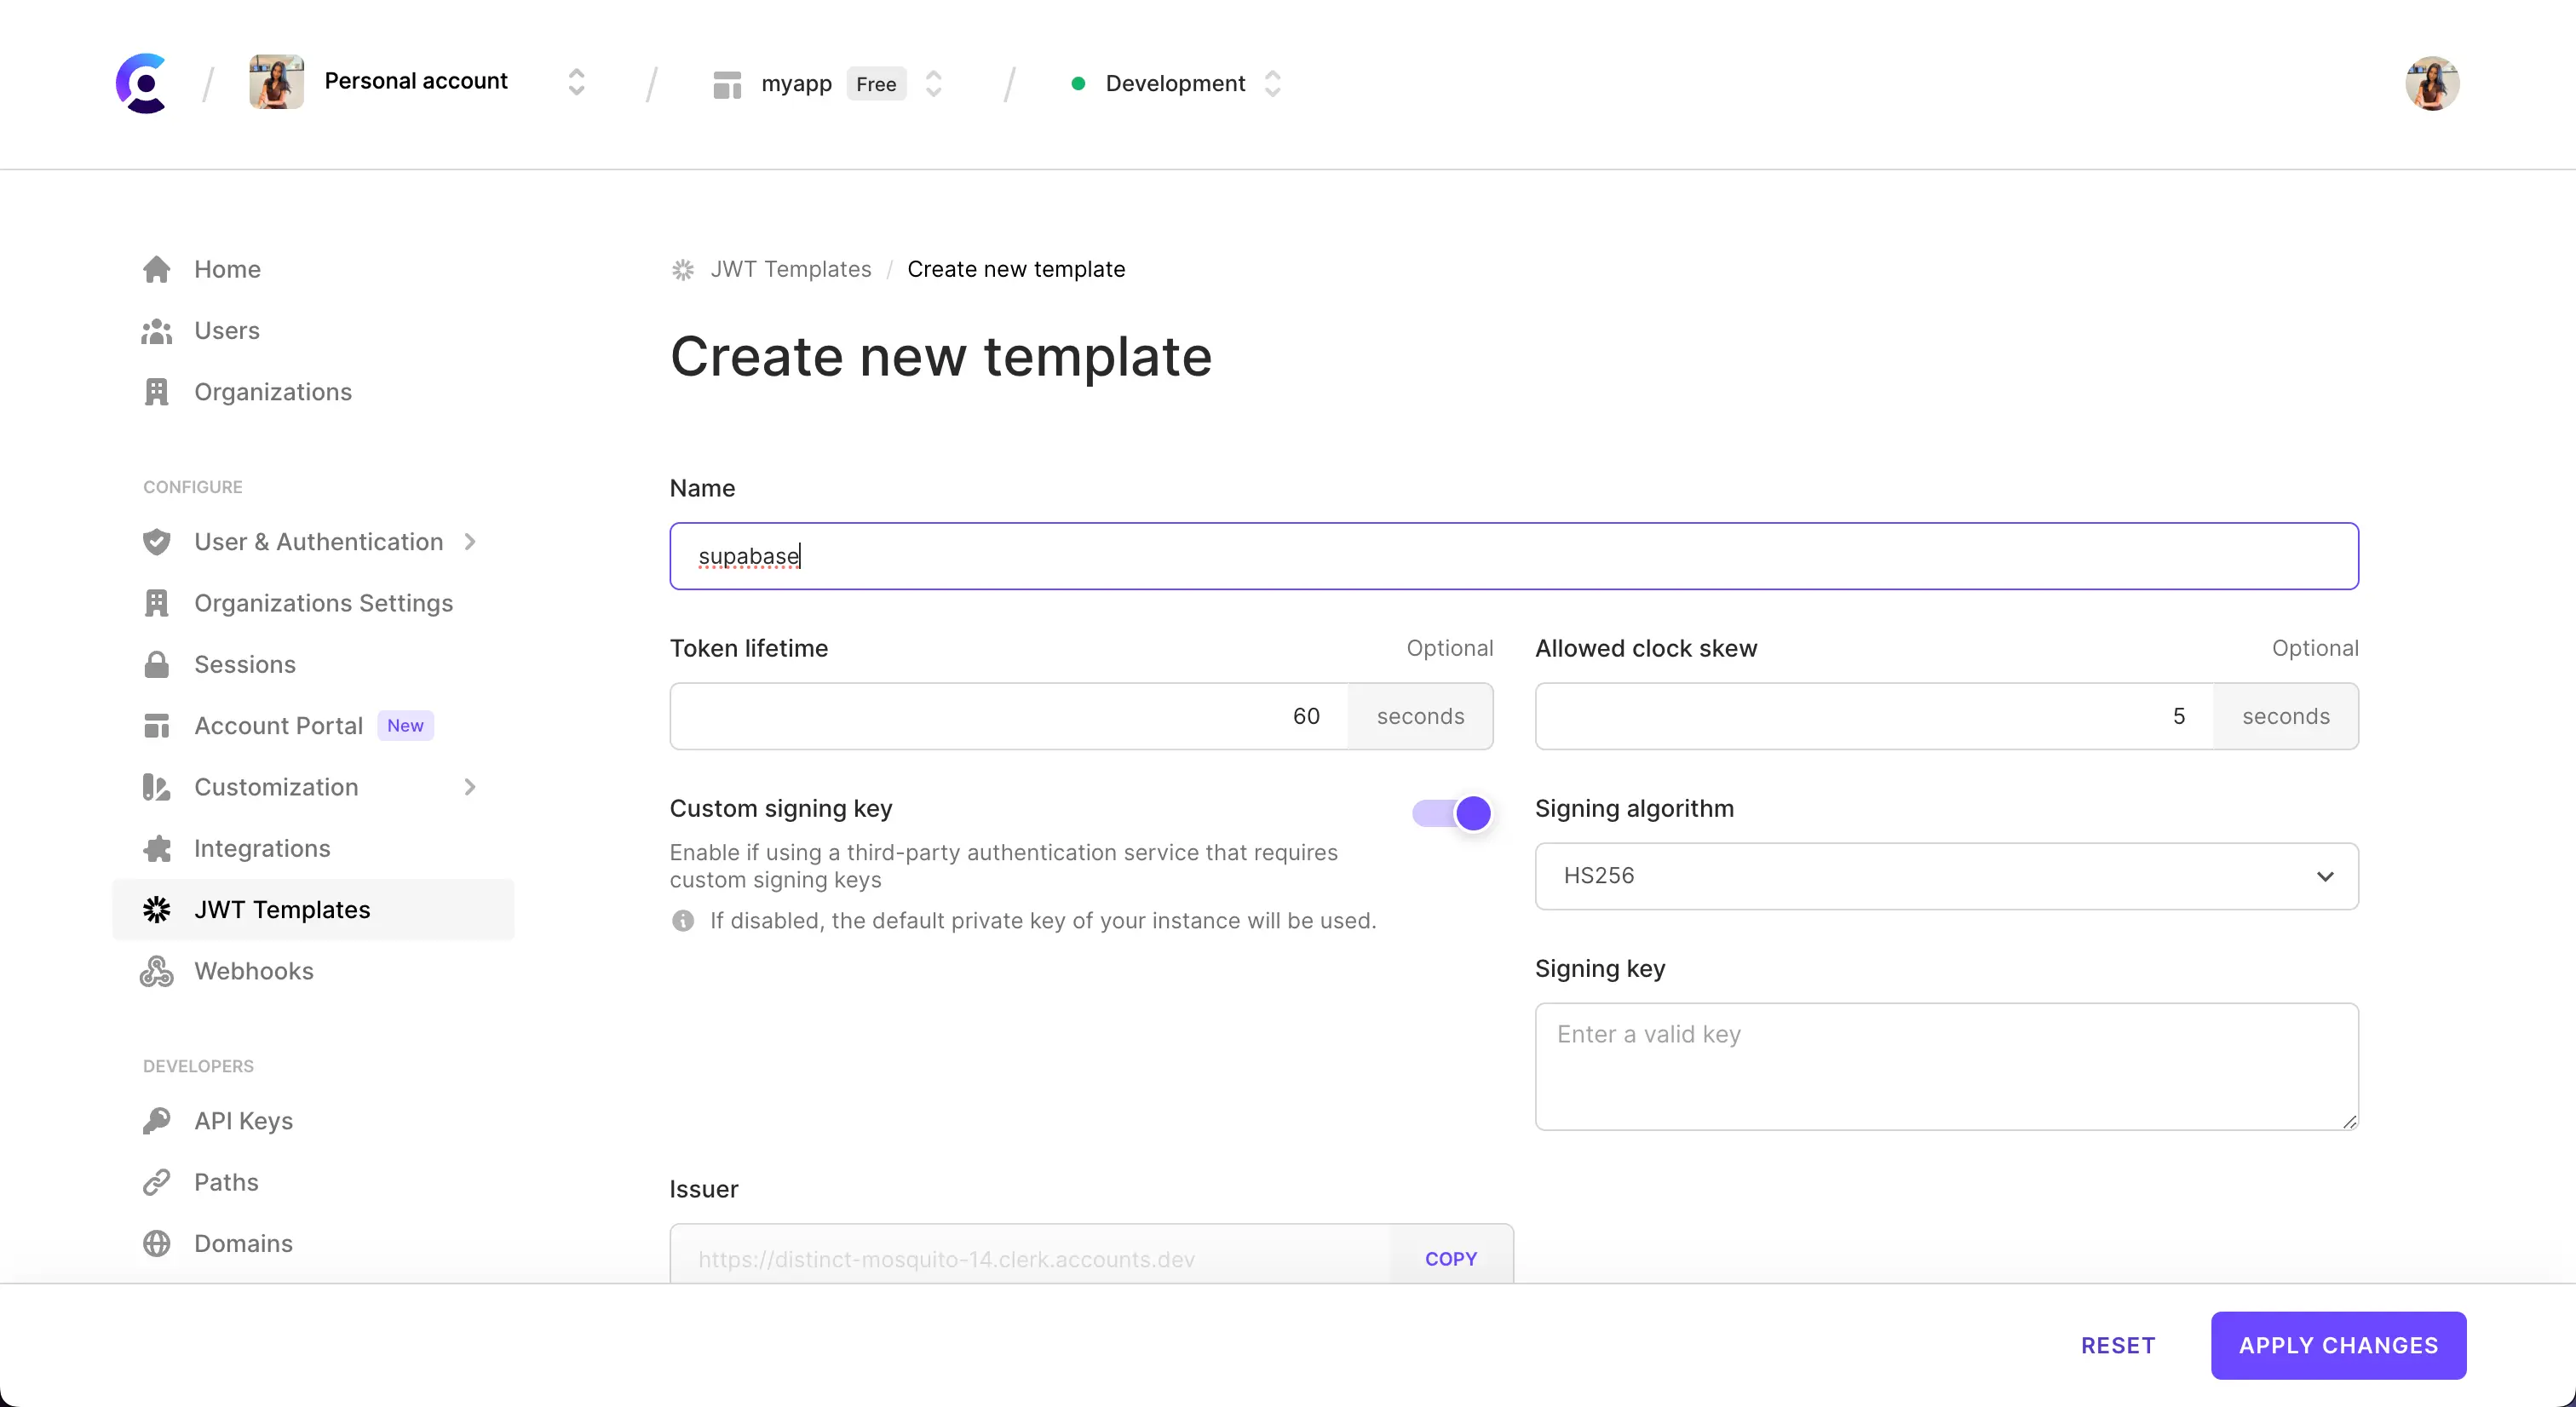 Personal account
myapp Free
Development
Home
Users
Organizations
CONFIGURE
User & Authentication
Organizations Settings
Sessions
Account Portal New
Customization
Integrations
JWT Templates
Webhooks
DEVELOPERS
API Keys
Paths
Domains
JWT Templates / Create new template
Create new template
Name
supabase
Token lifetime Optional
60 seconds
Allowed clock skew Optional
5 seconds
Custom signing key
Enable if using a third-party authentication service that requires
custom signing keys
If disabled, the default private key of your instance will be used.
Signing algorithm
HS256
Signing key
Enter a valid key
Issuer
https://distinct-mosquito-14.clerk.accounts.dev COPY
RESET APPLY CHANGES